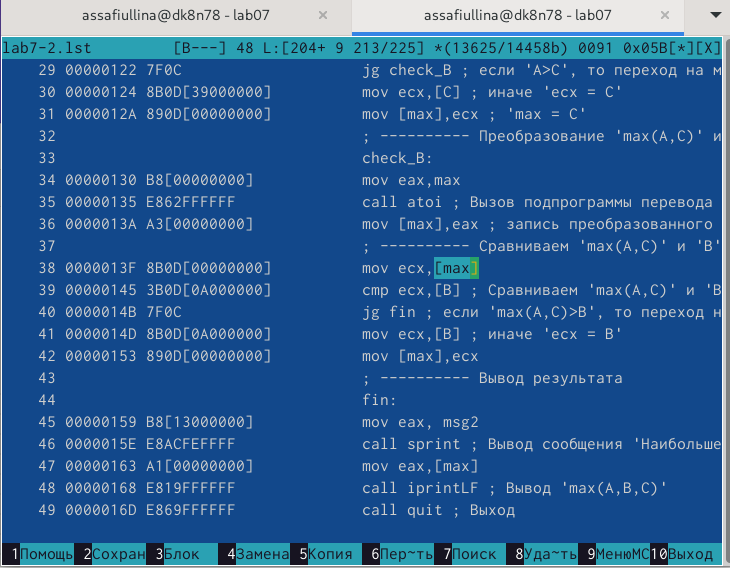 assafiullina@dk8n78 - lab07 × assafiullina@dk8n78 - lab07 ×
lab7-2.lst [B---] 48 L:[204+ 9 213/225] *(13625/14458b) 0091 0x05B[*][X]
29 00000122 7F0C jg check_B ; если 'A>C', то переход на м
30 00000124 8B0D[39000000] mov ecx,[C] ; иначе 'ecx = C'
31 0000012A 890D[00000000] mov [max],ecx ; 'max = C'
32 ; ---------- Преобразование 'max(A,C)' и
33 check_B:
34 00000130 B8[00000000] mov eax,max
35 00000135 E862FFFFFF call atoi ; Вызов подпрограммы перевода
36 0000013A A3[00000000] mov [max],eax ; запись преобразованного
37 ; ---------- Сравниваем 'max(A,C)' и 'B'
38 0000013F 8B0D[00000000] mov ecx,[max]
39 00000145 3B0D[0A000000] cmp ecx,[B] ; Сравниваем 'max(A,C)' и 'B
40 0000014B 7F0C jg fin ; если 'max(A,C)>B', то переход н
41 0000014D 8B0D[0A000000] mov ecx,[B] ; иначе 'ecx = B'
42 00000153 890D[00000000] mov [max],ecx
43 ; ---------- Вывод результата
44 fin:
45 00000159 B8[13000000] mov eax, msg2
46 0000015E E8ACFEFFFF call sprint ; Вывод сообщения 'Наибольше
47 00000163 A1[00000000] mov eax,[max]
48 00000168 E819FFFFFF call iprintLF ; Вывод 'max(A,B,C)'
49 0000016D E869FFFFFF call quit ; Выход
1Помощь 2Сохран 3Блок 4Замена 5Копия 6Пер~ть 7Поиск 8Уда~ть 9МенюMC 10Выход